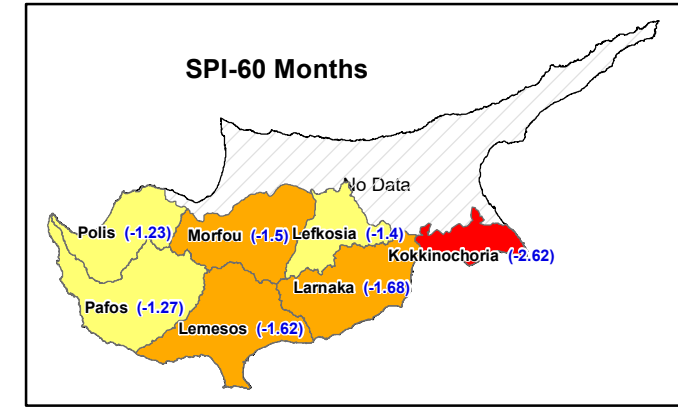 SPI-60 Months
No Data
Polis (-1.23)
Morfou (-1.5)
Lefkosia (-1.4)
Kokkinochoria (-2.62)
Larnaka (-1.68)
Pafos (-1.27)
Lemesos (-1.62)